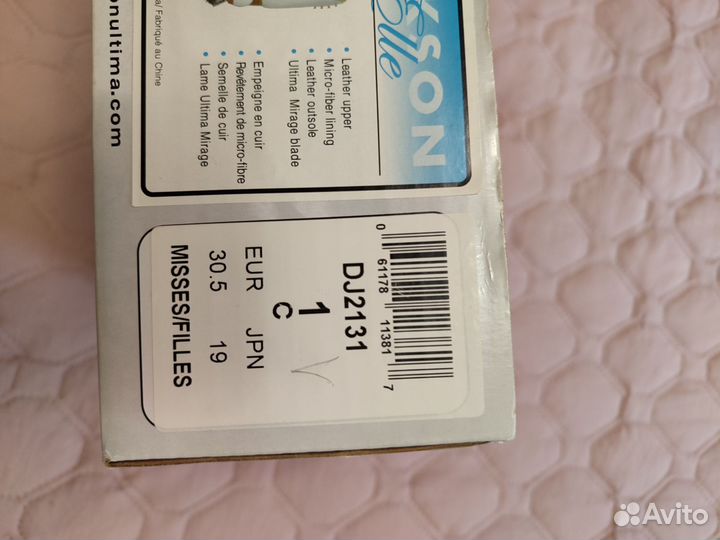 KSON
Elle
• Leather upper
• Micro-fiber lining
• Leather outsole
• Ultima Mirage blade
• Empeigne en cuir
• Revêtement de micro-fibre
• Semelle de cuir
• Lame Ultima Mirage
a/ Fabriqué au Chine
onultima.com
0 61178 11381 7
DJ2131
1
C
EUR JPN
30.5 19
MISSES/FILLES
Avito